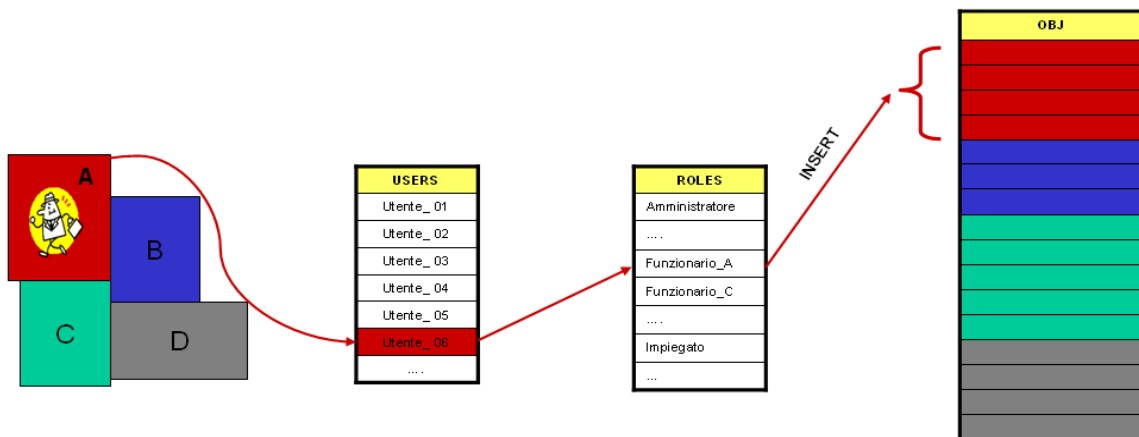 A
B
C
D
USERS
Utente_ 01
Utente_ 02
Utente_ 03
Utente_ 04
Utente_ 05
Utente_ 06
....
ROLES
Amministratore
....
Funzionario_A
Funzionario_C
....
Impiegato
...
INSERT
OBJ